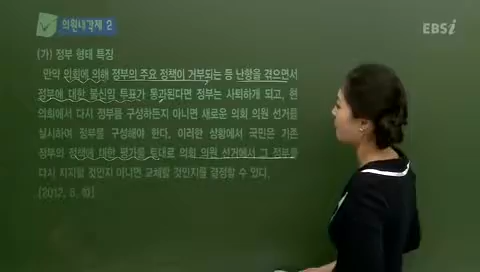 의원내각제 2
EBSi
(가) 정부 형태 특징
만약 의회에 의해 정부의 주요 정책이 거부되는 등 난항을 겪으면서
정부에 대한 불신임 투표가 통과된다면 정부는 사퇴하게 되고, 현
의회에서 다시 정부를 구성하든지 아니면 새로운 의회 의원 선거를
실시하여 정부를 구성해야 한다. 이러한 상황에서 국민은 기존
정부의 정책에 대한 평가를 토대로 의회 의원 선거에서 그 정부를
다시 지지할 것인지 아니면 교체할 것인지를 결정할 수 있다.
[2012, 6, 10]